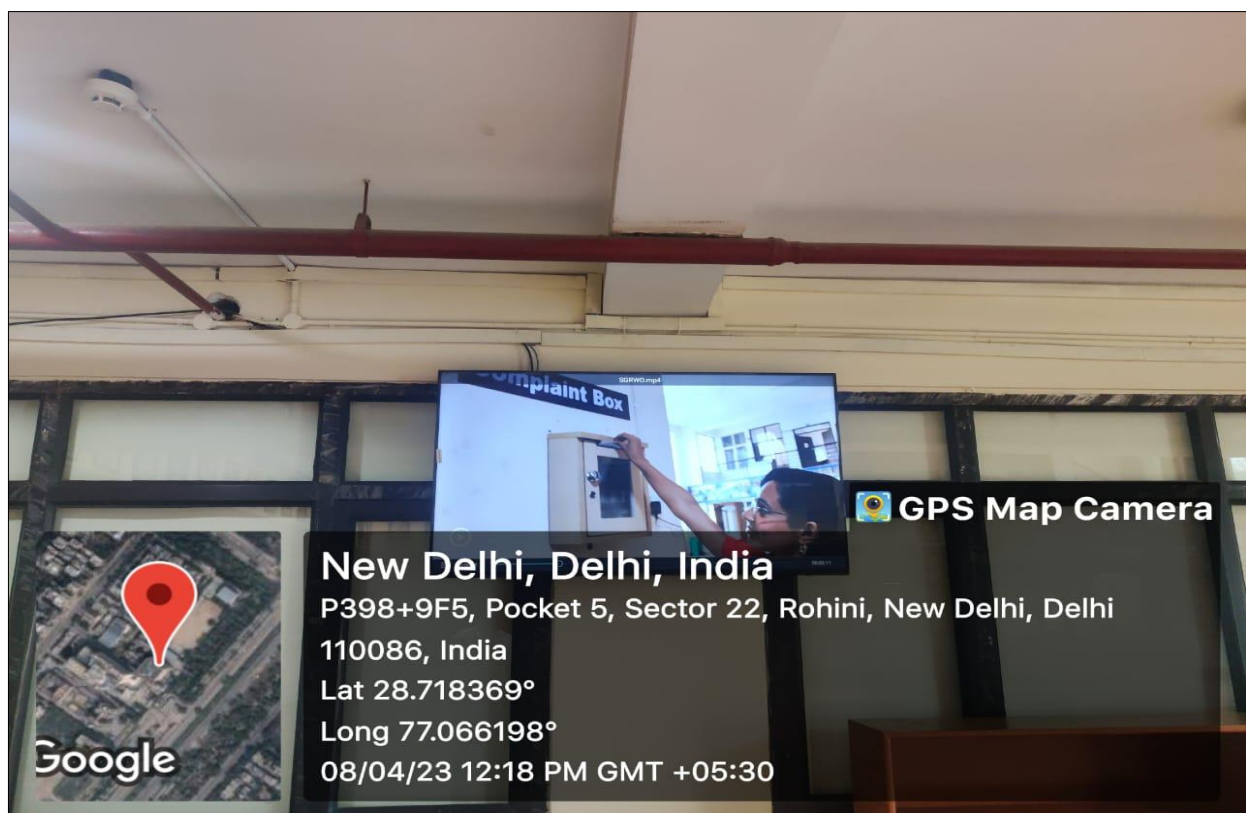 SGRWO.mp4
Complaint Box
GPS Map Camera
New Delhi, Delhi, India
P398+9F5, Pocket 5, Sector 22, Rohini, New Delhi, Delhi
110086, India
Lat 28.718369°
Long 77.066198°
08/04/23 12:18 PM GMT +05:30
Google